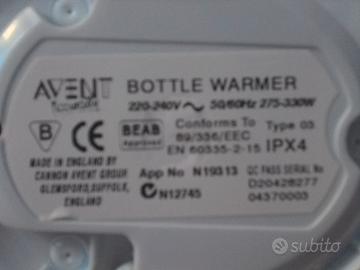 AVENT
BOTTLE WARMER
220-240V ~ 50/60Hz 275-330W
B
CE
BEAB
Approved
Conforms To
89/336/EEC
EN 60335-2-15
Type 03
IPX4
MADE IN ENGLAND BY
CANNON AVENT GROUP
GLEMSFORD, SUFFOLK,
ENGLAND
App No N19313
N12745
QC PASS SERIAL No
D20428277
04370003
subito